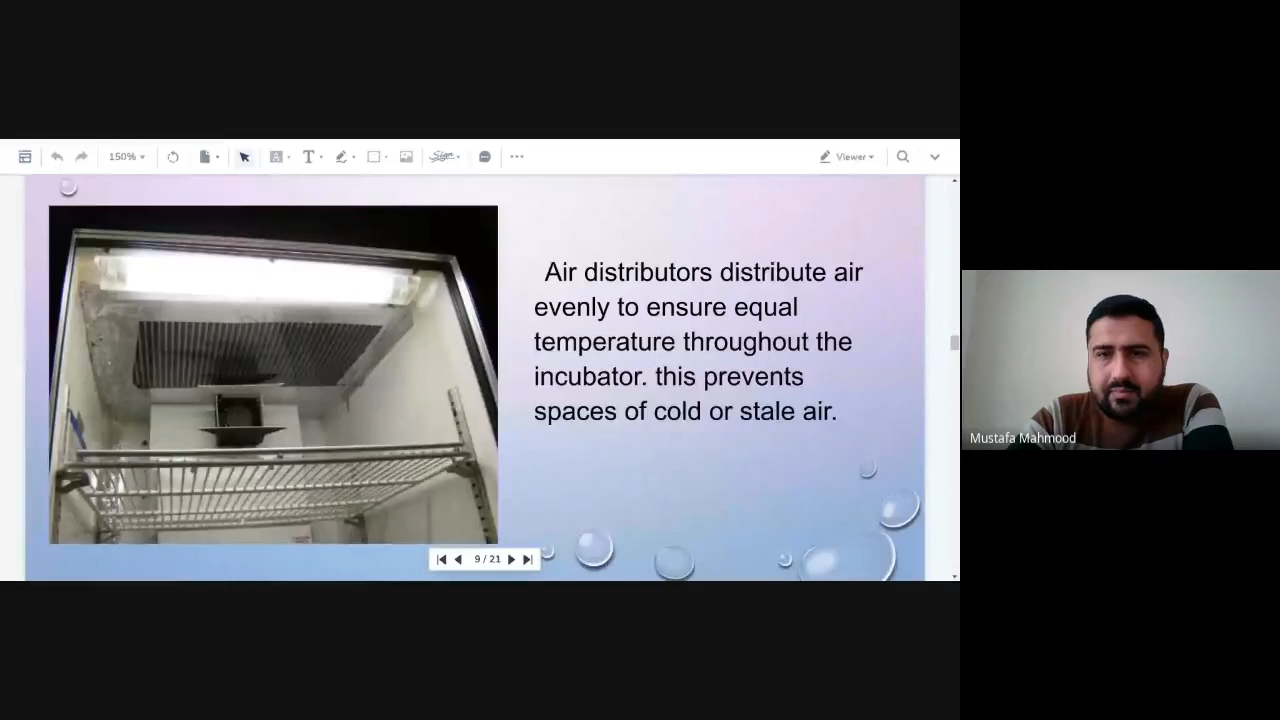 150%
T
Sign
Viewer
Air distributors distribute air
evenly to ensure equal
temperature throughout the
incubator. this prevents
spaces of cold or stale air.
9 / 21
Mustafa Mahmood